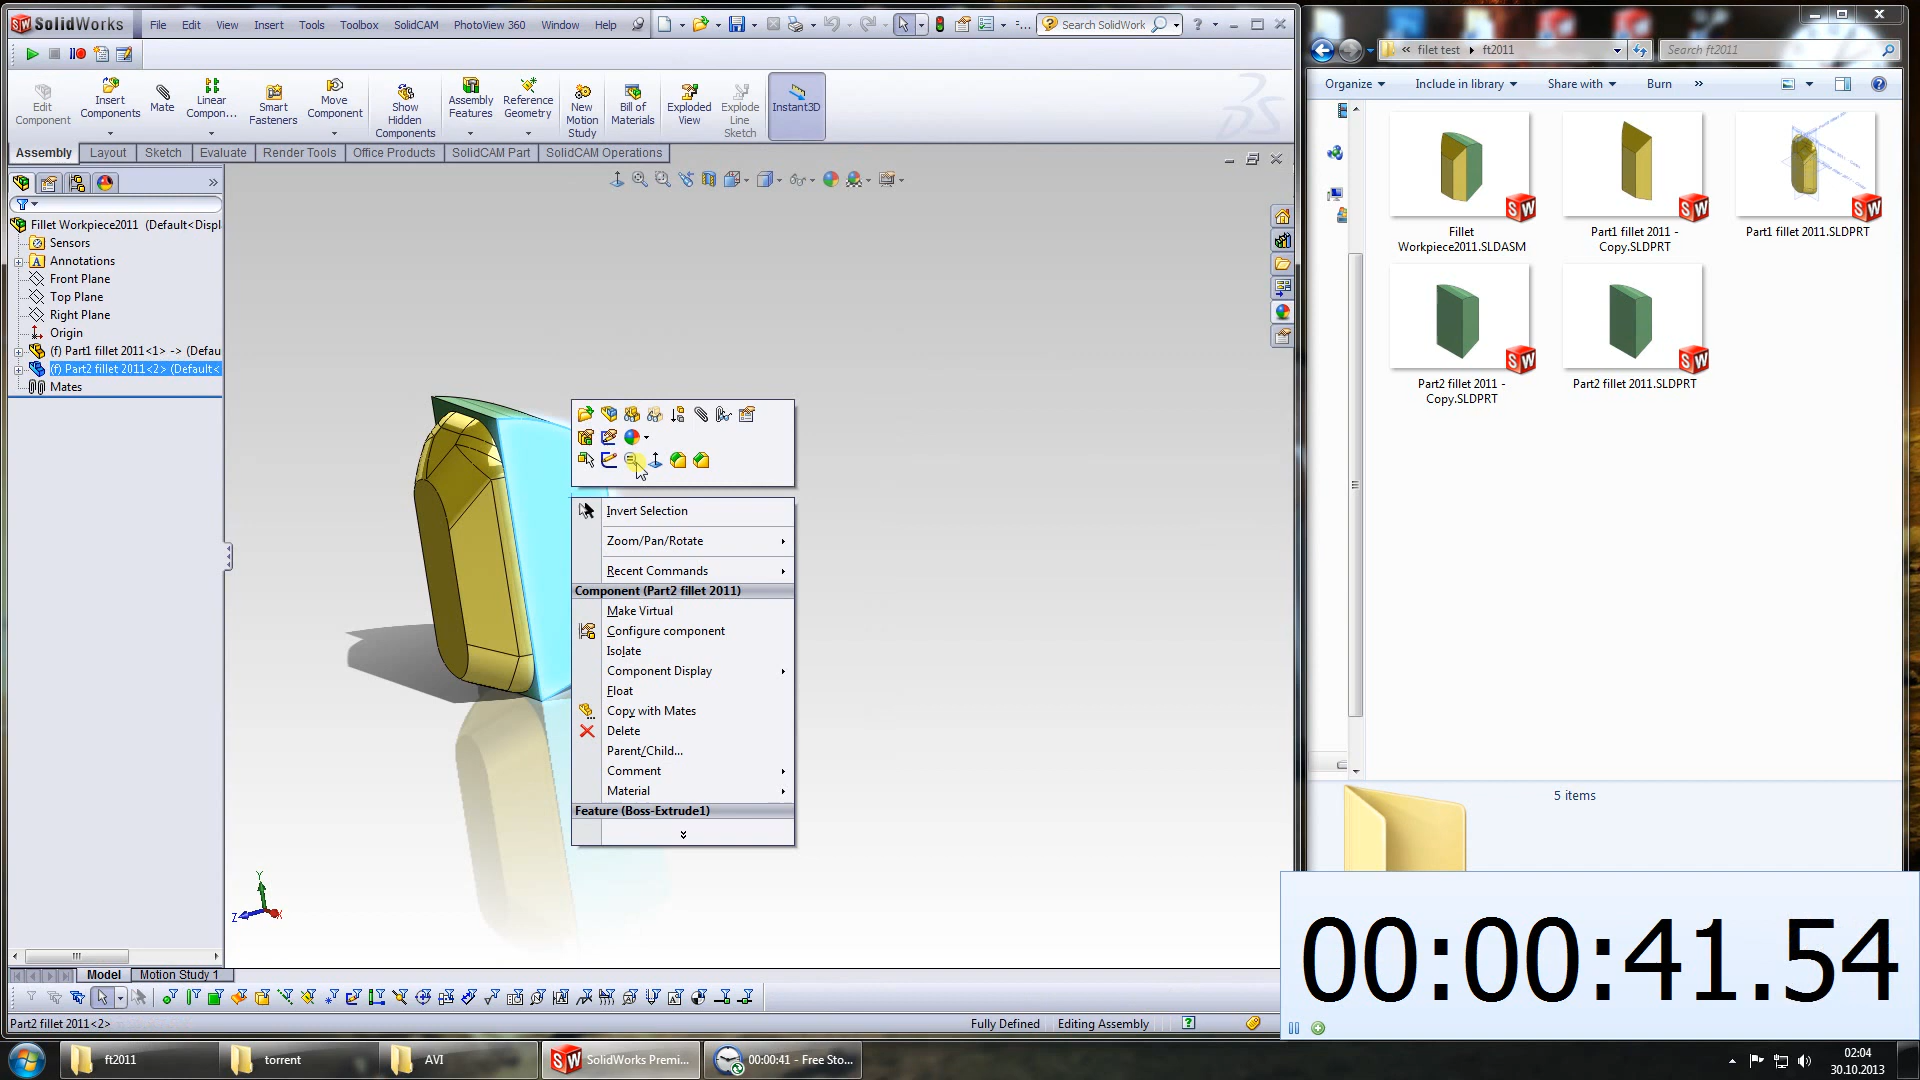 SolidWorks
File Edit View Insert Tools Toolbox SolidCAM PhotoView 360 Window Help
Search SolidWork
Edit Component
Insert Components
Mate
Linear Compon...
Smart Fasteners
Move Component
Show Hidden Components
Assembly Features
Reference Geometry
New Motion Study
Bill of Materials
Exploded View
Explode Line Sketch
Instant3D
Assembly Layout Sketch Evaluate Render Tools Office Products SolidCAM Part SolidCAM Operations
Fillet Workpiece2011 (Default<Displ
Sensors
Annotations
Front Plane
Top Plane
Right Plane
Origin
(f) Part1 fillet 2011<1> -> (Defau
(f) Part2 fillet 2011<2> (Default<
Mates
Invert Selection
Zoom/Pan/Rotate
Recent Commands
Component (Part2 fillet 2011)
Make Virtual
Configure component
Isolate
Component Display
Float
Copy with Mates
Delete
Parent/Child...
Comment
Material
Feature (Boss-Extrude1)
Y
Z
X
Model Motion Study 1
Part2 fillet 2011<2>
Fully Defined Editing Assembly
« filet test ft2011
Search ft2011
Organize Include in library Share with Burn »
Fillet Workpiece2011.SLDASM
Part1 fillet 2011 - Copy.SLDPRT
Part1 fillet 2011.SLDPRT
Part2 fillet 2011 - Copy.SLDPRT
Part2 fillet 2011.SLDPRT
5 items
00:00:41.54
ft2011
torrent
AVI
SolidWorks Premi...
00:00:41 - Free Sto...
02:04
30.10.2013